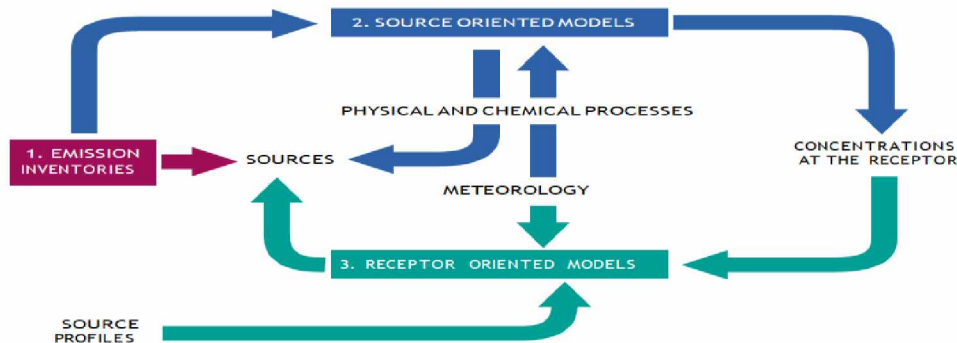 2. SOURCE ORIENTED MODELS
PHYSICAL AND CHEMICAL PROCESSES
1. EMISSION
INVENTORIES
SOURCES
CONCENTRATIONS
AT THE RECEPTOR
METEOROLOGY
3. RECEPTOR ORIENTED MODELS
SOURCE
PROFILES